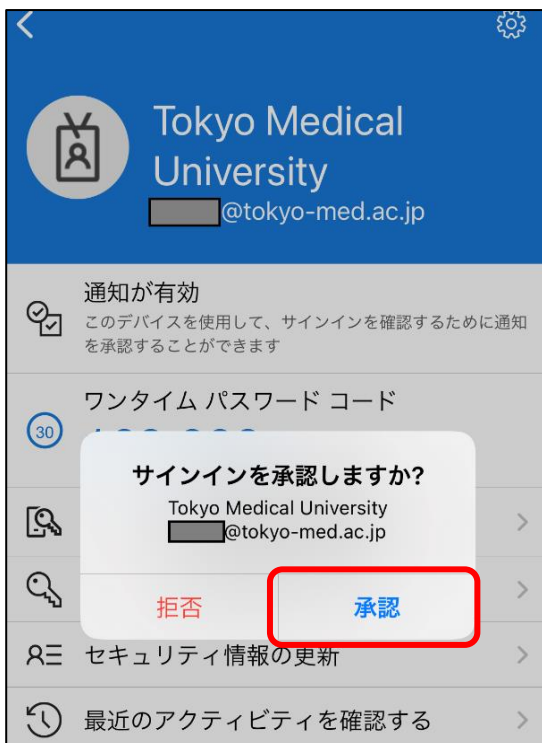 Tokyo Medical
University
@tokyo-med.ac.jp
通知が有効
このデバイスを使用して、サインインを確認するために通知
を承認することができます
ワンタイム パスワード コード
30
サインインを承認しますか?
Tokyo Medical University
@tokyo-med.ac.jp
拒否
承認
セキュリティ情報の更新
最近のアクティビティを確認する